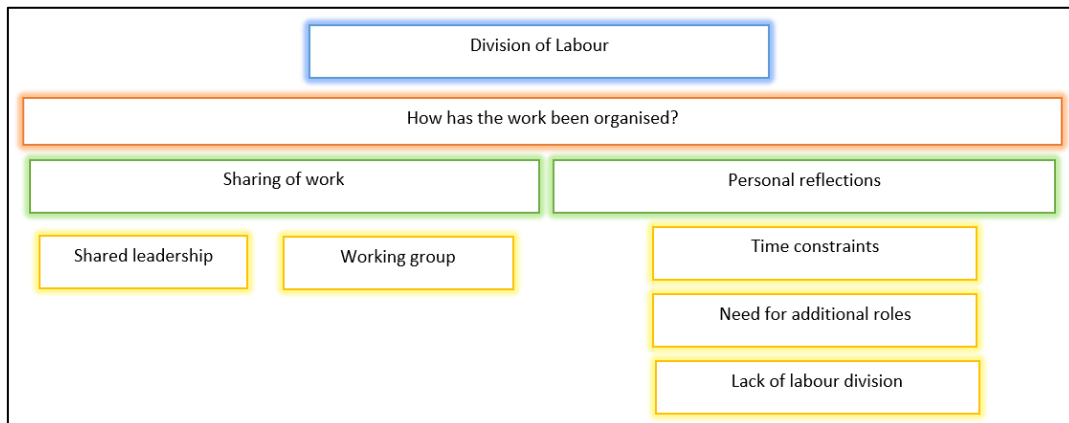 Division of Labour
How has the work been organised?
Sharing of work
Personal reflections
Shared leadership
Working group
Time constraints
Need for additional roles
Lack of labour division